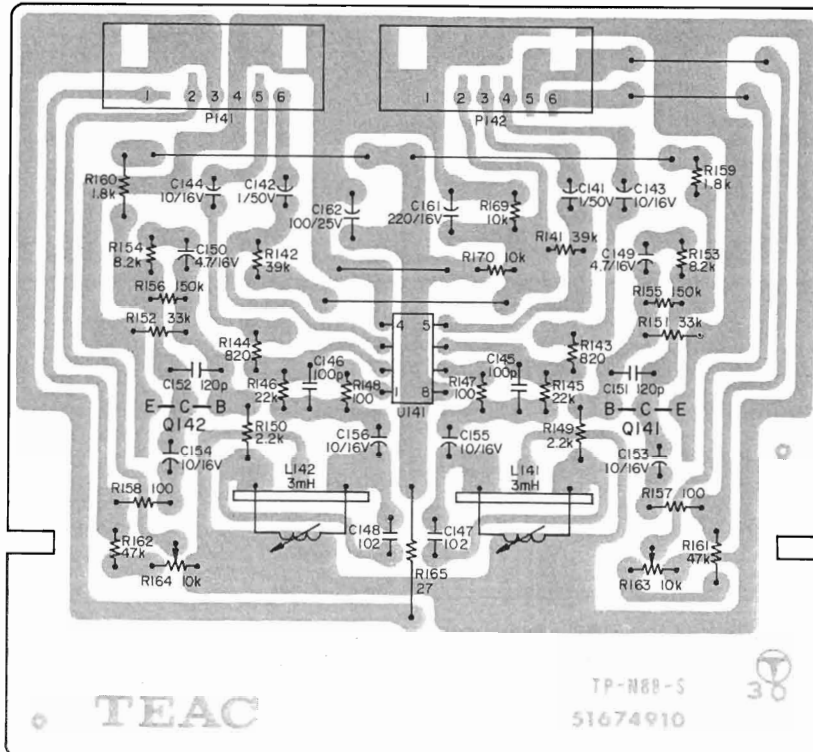 1 2 3 4 5 6
P141
1 2 3 4 5 6
P142
R160
1.8k
C144
10/16V
C142
1/50V
C162
100/25V
C161
220/16V
R169
10k
C141
1/50V
C143
10/16V
R159
1.8k
R154
8.2k
C150
4.7/16V
R142
39k
R141 39k
R170 10k
C149
4.7/16V
R153
8.2k
R156 150k
R155 150k
R152 33k
R151 33k
4 5
R144
820
R143
820
C152 120p
R146
22k
C146
100p
R148
100
1 8
U141
R147
100
C145
100p
R145
22k
C151 120p
E C B
Q142
B C E
Q141
R150
2.2k
C156
10/16V
C155
10/16V
R149
2.2k
C154
10/16V
C153
10/16V
L142
3mH
L141
3mH
R158 100
R157 100
C148
102
C147
102
R162
47k
R161
47k
R164 10k
R165
27
R163 10k
TEAC
TP-N88-S
51674910
T
30